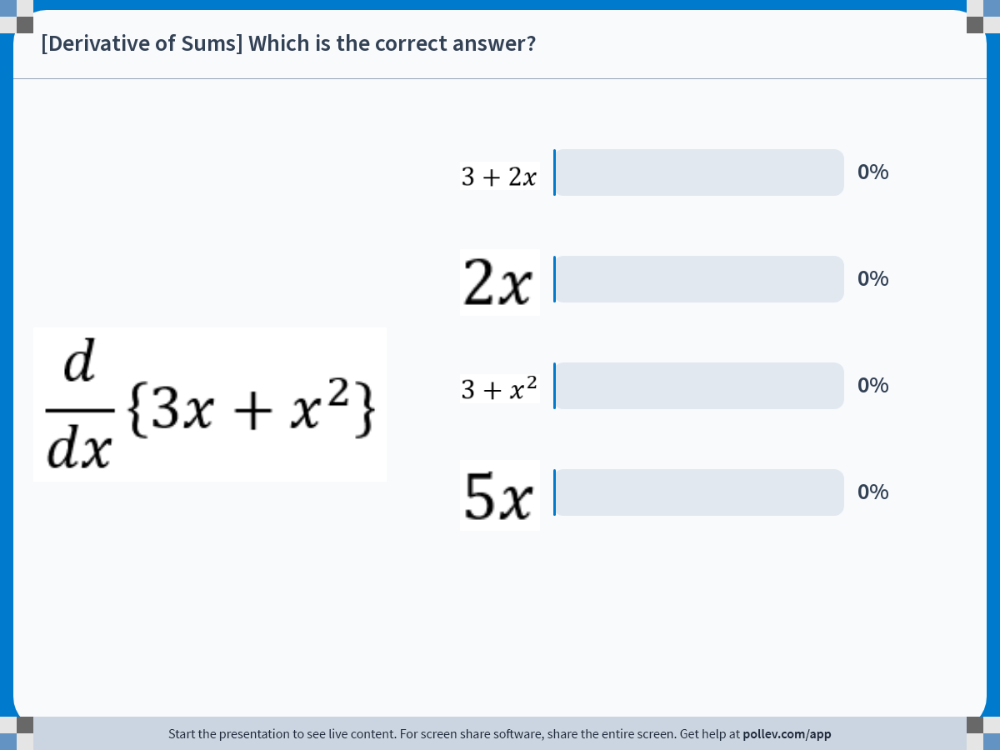 [Derivative of Sums] Which is the correct answer?
3 + 2x 0%
2x 0%
d/dx {3x + x²}
3 + x² 0%
5x 0%
Start the presentation to see live content. For screen share software, share the entire screen. Get help at pollev.com/app